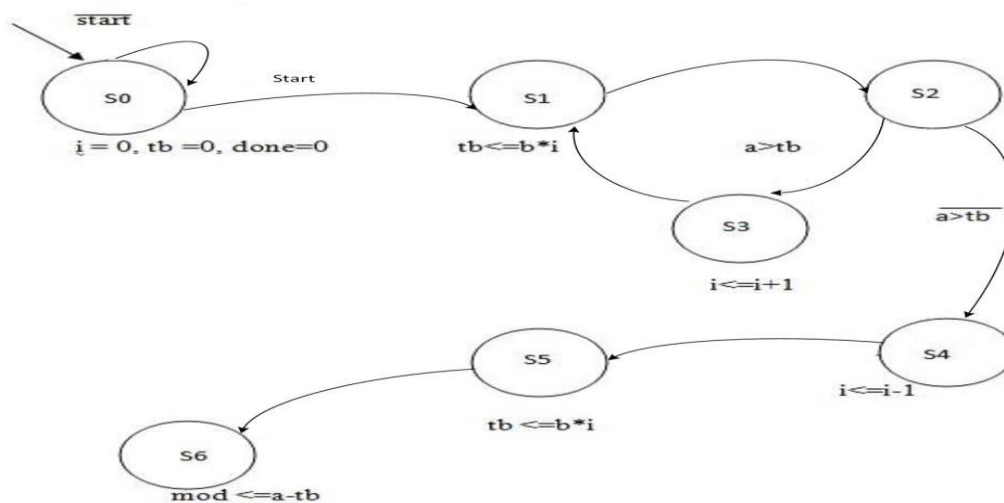 start
S0
Start
S1
S2
i = 0, tb =0, done=0
tb<=b*i
a>tb
S3
a>tb
i<=i+1
S5
S4
i<=i-1
tb <=b*i
S6
mod <=a-tb